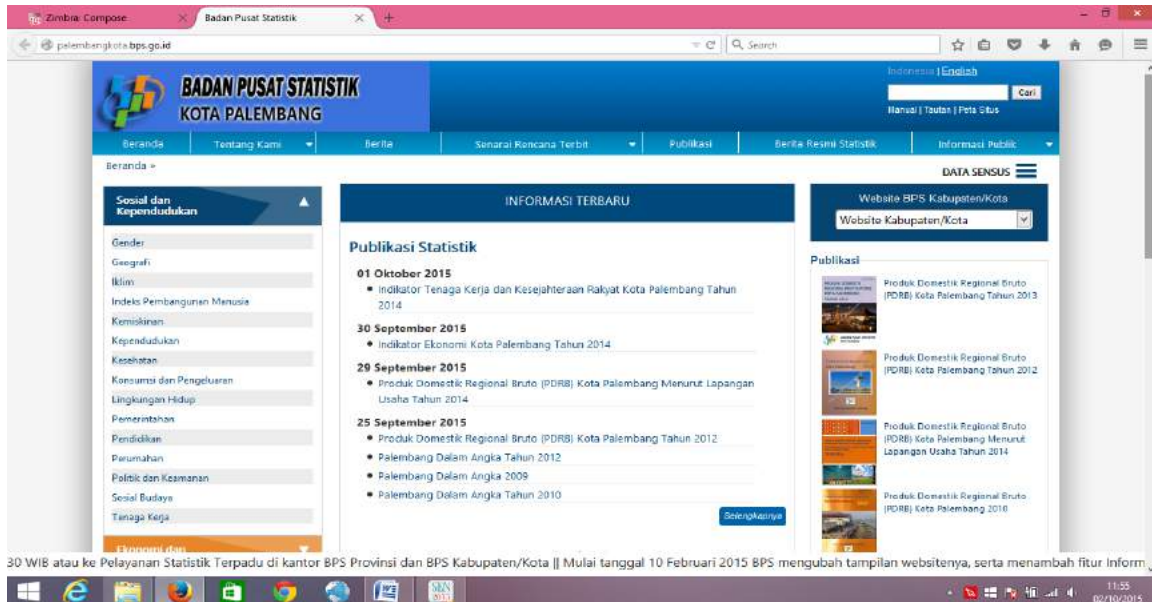 Zimbra: Compose
Badan Pusat Statistik
palembangkota.bps.go.id
Search
Indonesia | English
BADAN PUSAT STATISTIK
KOTA PALEMBANG
Cari
Manual | Tautan | Peta Situs
Beranda
Tentang Kami
Berita
Senarai Rencana Terbit
Publikasi
Berita Resmi Statistik
Informasi Publik
Beranda »
DATA SENSUS
Sosial dan
Kependudukan
Gender
Geografi
Iklim
Indeks Pembangunan Manusia
Kemiskinan
Kependudukan
Kesehatan
Konsumsi dan Pengeluaran
Lingkungan Hidup
Pemerintahan
Pendidikan
Perumahan
Politik dan Keamanan
Sosial Budaya
Tenaga Kerja
Ekonomi dan
INFORMASI TERBARU
Publikasi Statistik
01 Oktober 2015
Indikator Tenaga Kerja dan Kesejahteraan Rakyat Kota Palembang Tahun
2014
30 September 2015
Indikator Ekonomi Kota Palembang Tahun 2014
29 September 2015
Produk Domestik Regional Bruto (PDRB) Kota Palembang Menurut Lapangan
Usaha Tahun 2014
25 September 2015
Produk Domestik Regional Bruto (PDRB) Kota Palembang Tahun 2012
Palembang Dalam Angka Tahun 2012
Palembang Dalam Angka 2009
Palembang Dalam Angka Tahun 2010
Selengkapnya
Website BPS Kabupaten/Kota
Website Kabupaten/Kota
Publikasi
Produk Domestik Regional Bruto
(PDRB) Kota Palembang Tahun 2013
Produk Domestik Regional Bruto
(PDRB) Kota Palembang Tahun 2012
Produk Domestik Regional Bruto
(PDRB) Kota Palembang Menurut
Lapangan Usaha Tahun 2014
Produk Domestik Regional Bruto
(PDRB) Kota Palembang 2010
30 WIB atau ke Pelayanan Statistik Terpadu di kantor BPS Provinsi dan BPS Kabupaten/Kota || Mulai tanggal 10 Februari 2015 BPS mengubah tampilan websitenya, serta menambah fitur Inform
11:55
02/10/2015